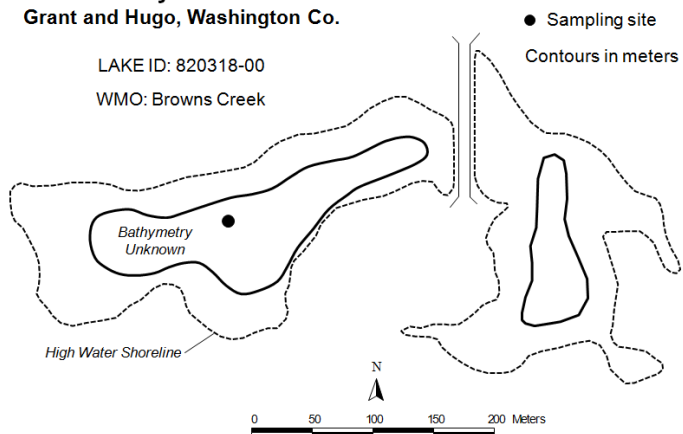 Grant and Hugo, Washington Co.
Sampling site
LAKE ID: 820318-00
Contours in meters
WMO: Browns Creek
Bathymetry
Unknown
High Water Shoreline
N
0 50 100 150 200 Meters